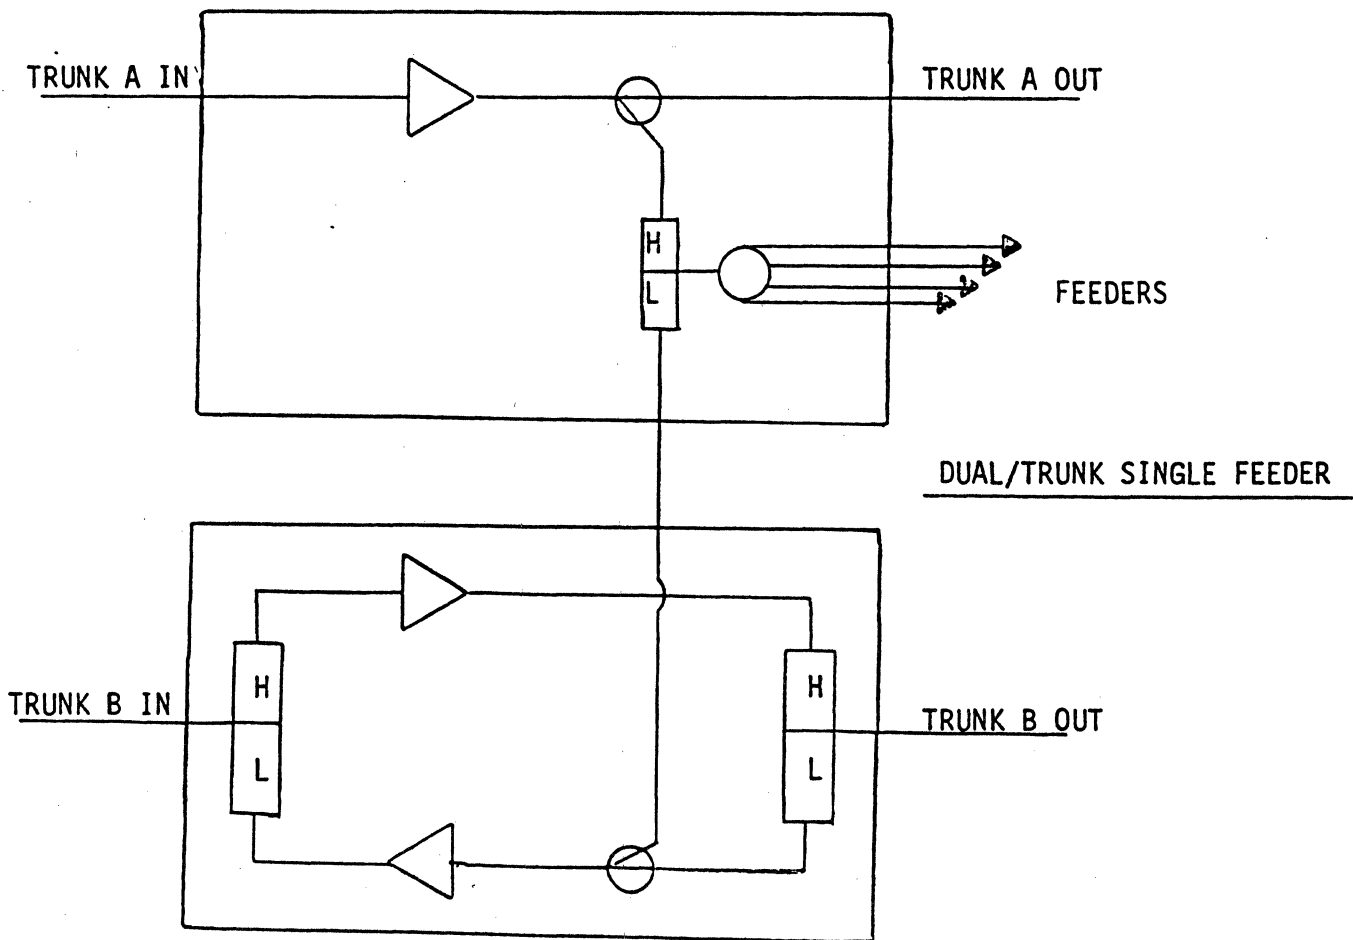 TRUNK A IN
TRUNK A OUT
H
L
FEEDERS
DUAL/TRUNK SINGLE FEEDER
H
H
TRUNK B IN
TRUNK B OUT
L
L